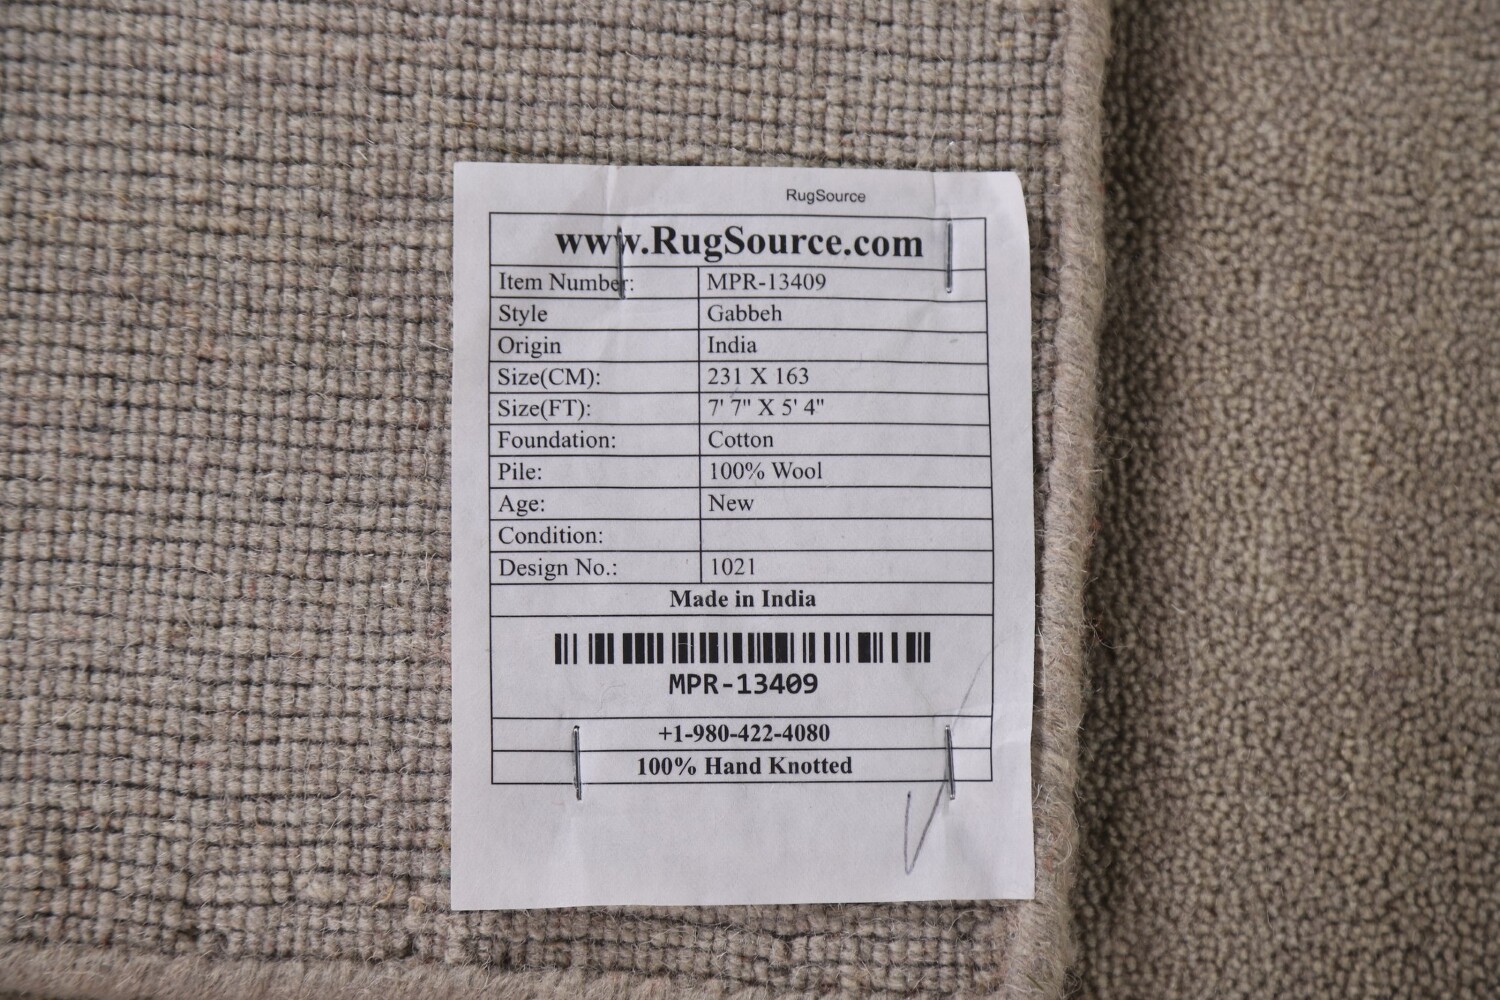 RugSource
www.RugSource.com
Item Number: MPR-13409
Style Gabbeh
Origin India
Size(CM): 231 X 163
Size(FT): 7' 7" X 5' 4"
Foundation: Cotton
Pile: 100% Wool
Age: New
Condition:
Design No.: 1021
Made in India
MPR-13409
+1-980-422-4080
100% Hand Knotted